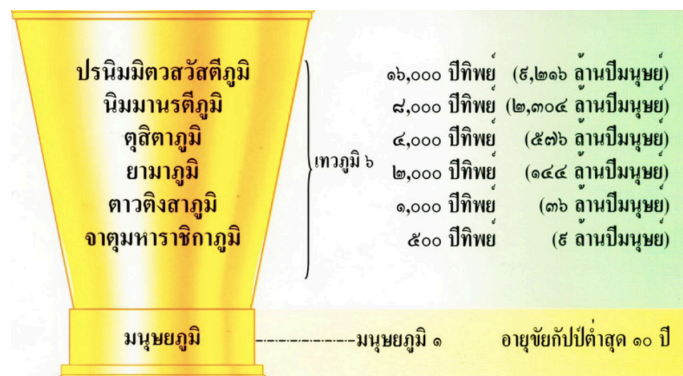 ปรนิมมิตวสวัสตีภูมิ ๑๖,๐๐๐ ปีทิพย์ (๙,๒๑๖ ล้านปีมนุษย์)
นิมมานรตีภูมิ ๘,๐๐๐ ปีทิพย์ (๒,๓๐๔ ล้านปีมนุษย์)
ตุสิตาภูมิ ๔,๐๐๐ ปีทิพย์ (๕๗๖ ล้านปีมนุษย์)
เทวภูมิ ๖
ยามาภูมิ ๒,๐๐๐ ปีทิพย์ (๑๔๔ ล้านปีมนุษย์)
ตาวติงสาภูมิ ๑,๐๐๐ ปีทิพย์ (๓๖ ล้านปีมนุษย์)
จาตุมหาราชิกาภูมิ ๕๐๐ ปีทิพย์ (๙ ล้านปีมนุษย์)
มนุษยภูมิ มนุษยภูมิ ๑ อายุขัยกัปป์ต่ำสุด ๑๐ ปี